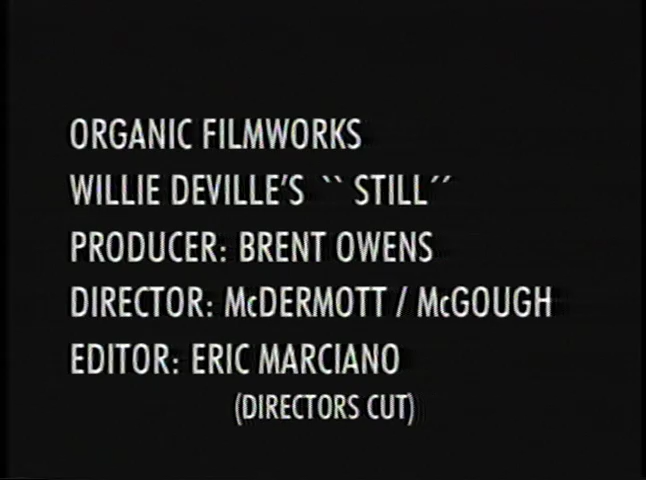 ORGANIC FILMWORKS
WILLIE DEVILLE'S `` STILL´´
PRODUCER: BRENT OWENS
DIRECTOR: McDERMOTT / McGOUGH
EDITOR: ERIC MARCIANO
(DIRECTORS CUT)